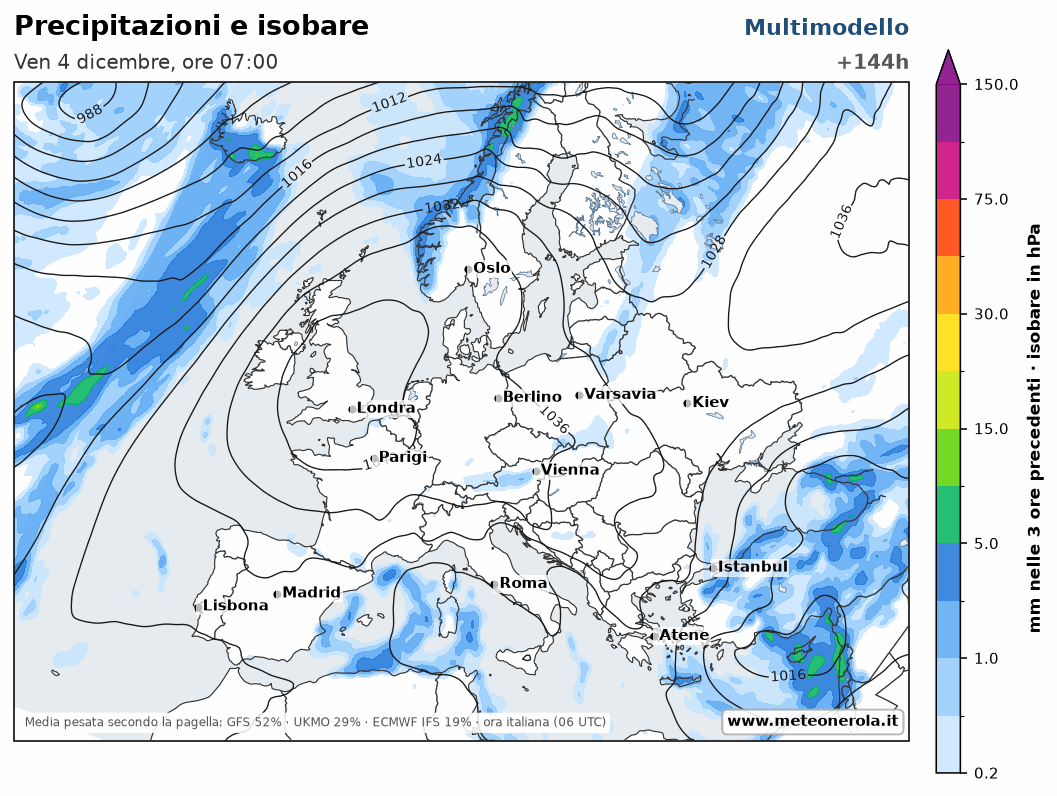 Precipitazioni e isobare
Multimodello
Ven 4 dicembre, ore 07:00
+144h
150.0
75.0
30.0
15.0
5.0
1.0
0.2
mm nelle 3 ore precedenti · isobare in hPa
988
1012
1016
1024
1032
1036
1028
Oslo
Londra
Berlino
Varsavia
Kiev
1036
Parigi
Vienna
Istanbul
Roma
Madrid
Lisbona
Atene
1016
Media pesata secondo la pagella: GFS 52% · UKMO 29% · ECMWF IFS 19% · ora italiana (06 UTC)
www.meteonerola.it